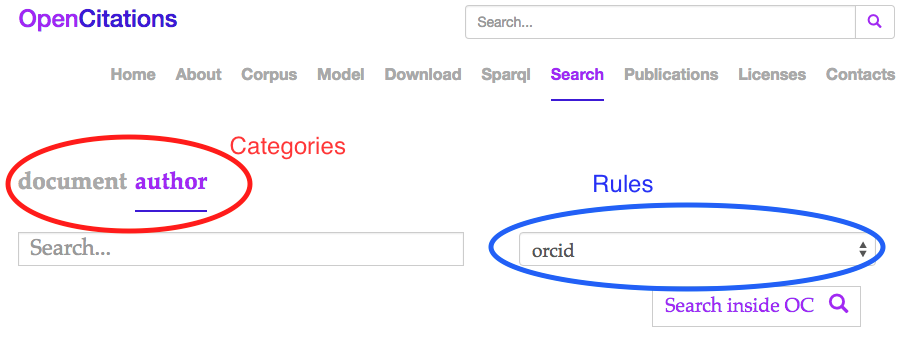 OpenCitations
Search...
Home About Corpus Model Download Sparql Search Publications Licenses Contacts
Categories
document author
Rules
Search...
orcid
Search inside OC